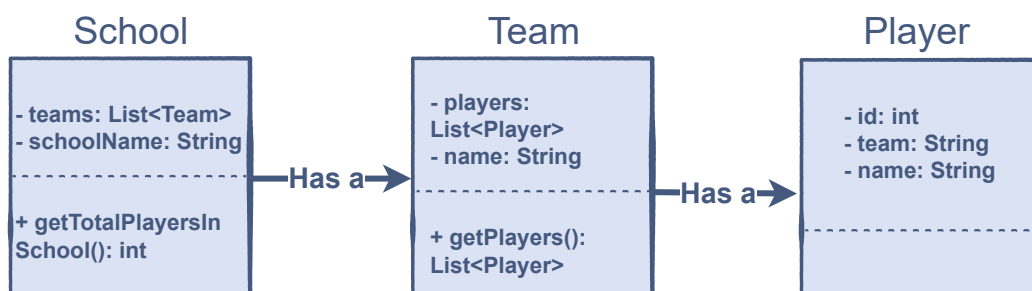 School
- teams: List<Team>
- schoolName: String
+ getTotalPlayersIn
School(): int
Has a
Team
- players:
List<Player>
- name: String
+ getPlayers():
List<Player>
Has a
Player
- id: int
- team: String
- name: String